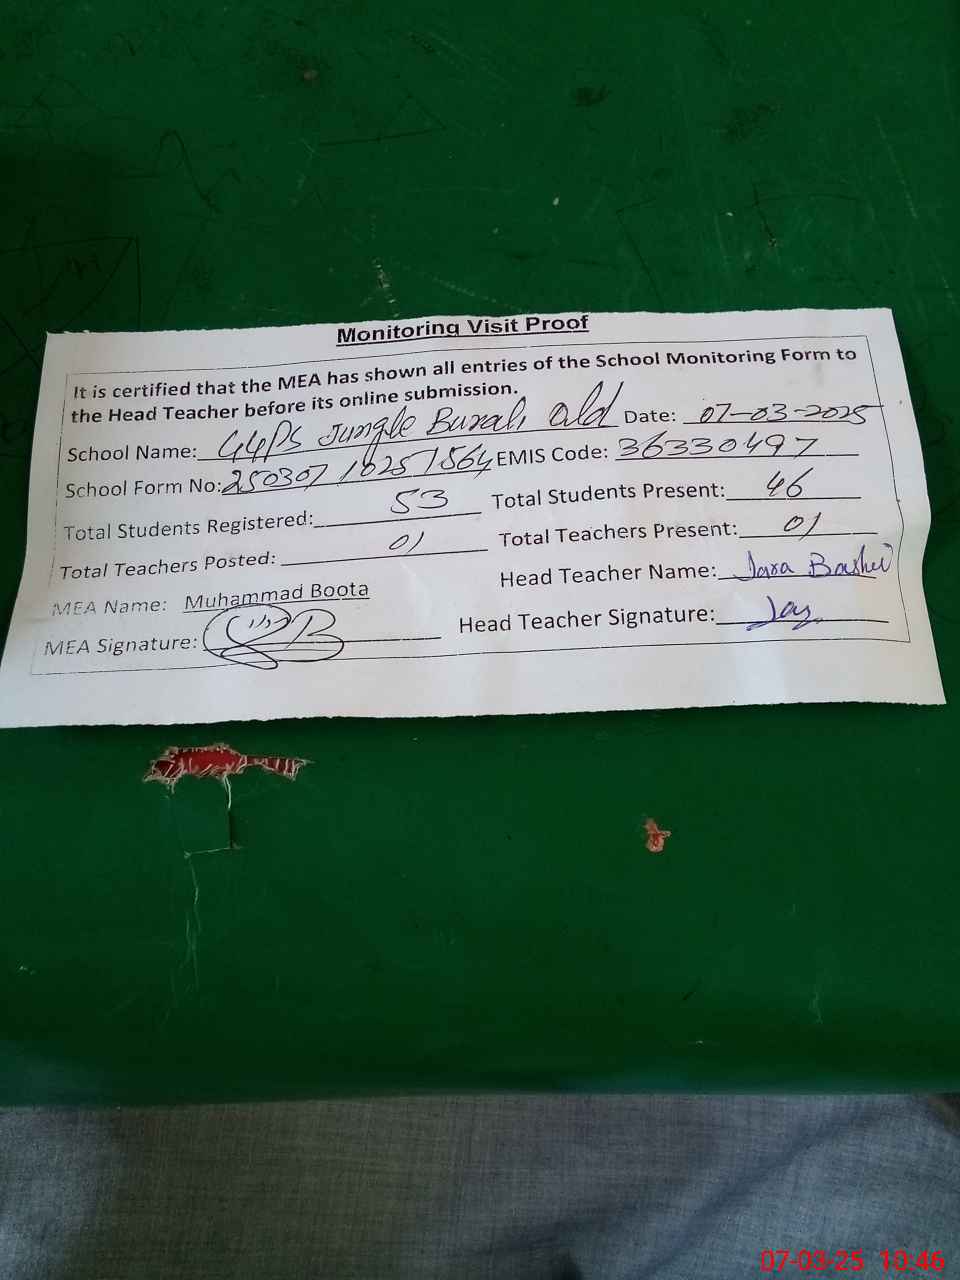 Monitoring Visit Proof
It is certified that the MEA has shown all entries of the School Monitoring Form to
the Head Teacher before its online submission.
School Name: GGPS Jungle Burali old Date: 07-03-2025
School Form No: 250307 EMIS Code: 36330497
Total Students Registered: 53 Total Students Present: 46
Total Teachers Posted: 01 Total Teachers Present: 01
MEA Name: Muhammad Boota Head Teacher Name: Bashir
MEA Signature: Head Teacher Signature:
07-03-25 10:46